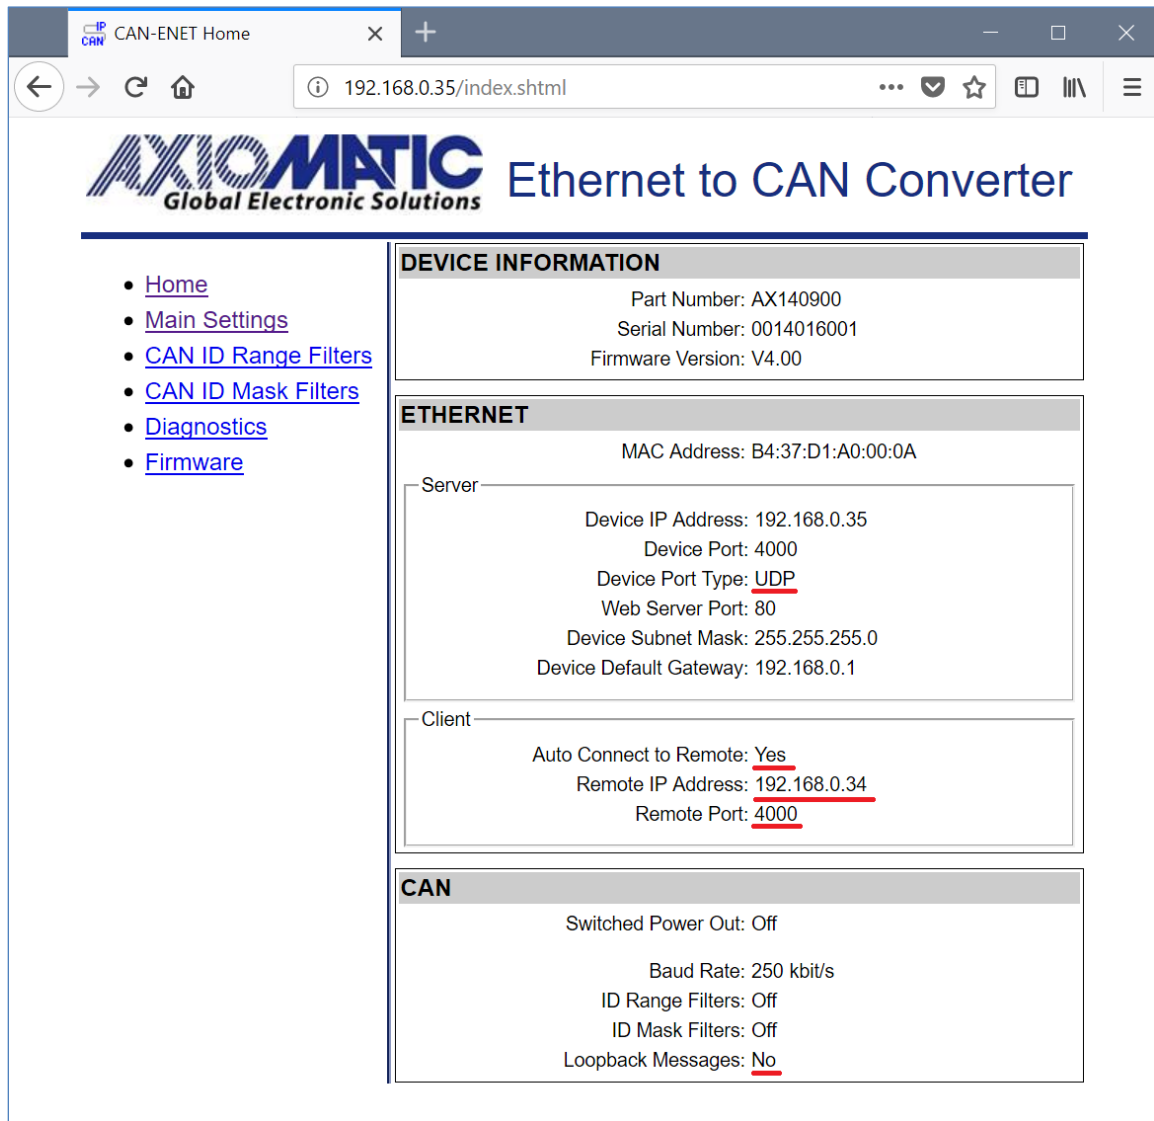 IP
CAN
CAN-ENET Home
192.168.0.35/index.shtml
AXIOMATIC
Global Electronic Solutions
Ethernet to CAN Converter
Home
Main Settings
CAN ID Range Filters
CAN ID Mask Filters
Diagnostics
Firmware
DEVICE INFORMATION
Part Number: AX140900
Serial Number: 0014016001
Firmware Version: V4.00
ETHERNET
MAC Address: B4:37:D1:A0:00:0A
Server
Device IP Address: 192.168.0.35
Device Port: 4000
Device Port Type: UDP
Web Server Port: 80
Device Subnet Mask: 255.255.255.0
Device Default Gateway: 192.168.0.1
Client
Auto Connect to Remote: Yes
Remote IP Address: 192.168.0.34
Remote Port: 4000
CAN
Switched Power Out: Off
Baud Rate: 250 kbit/s
ID Range Filters: Off
ID Mask Filters: Off
Loopback Messages: No